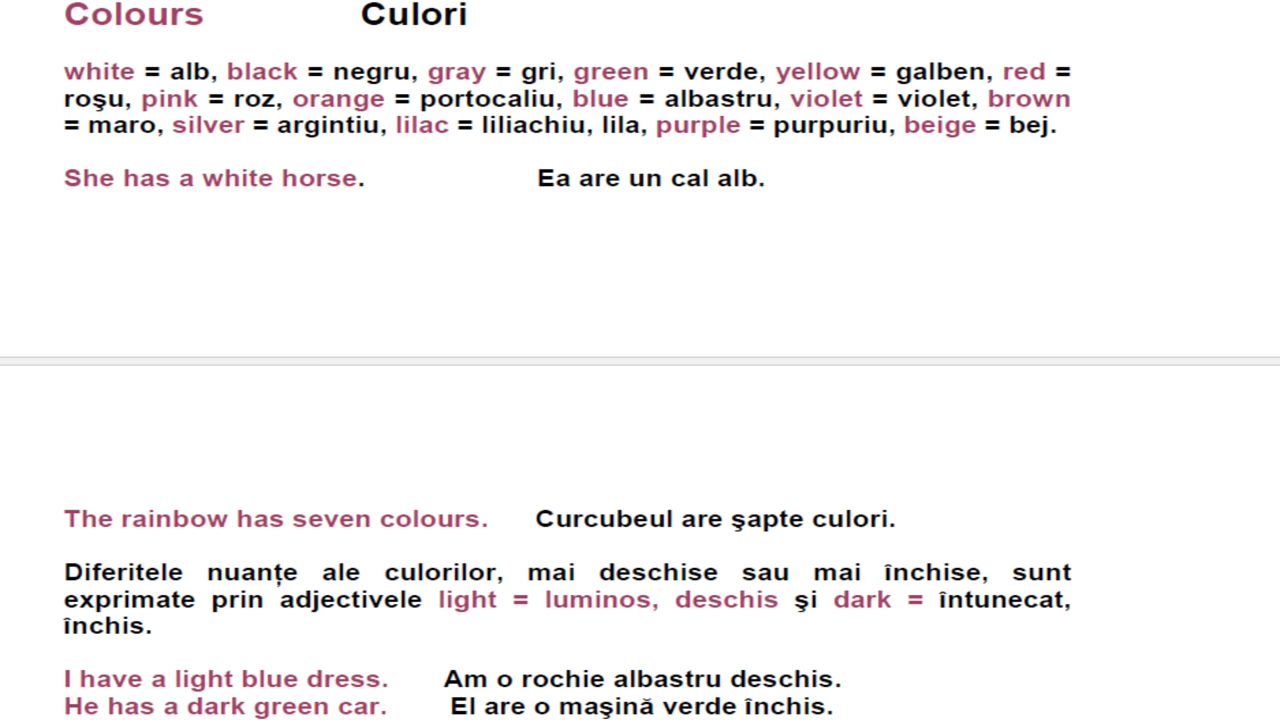 Colours Culori
white = alb, black = negru, gray = gri, green = verde, yellow = galben, red =
roşu, pink = roz, orange = portocaliu, blue = albastru, violet = violet, brown
= maro, silver = argintiu, lilac = liliachiu, lila, purple = purpuriu, beige = bej.
She has a white horse. Ea are un cal alb.
The rainbow has seven colours. Curcubeul are şapte culori.
Diferitele nuanțe ale culorilor, mai deschise sau mai închise, sunt
exprimate prin adjectivele light = luminos, deschis şi dark = întunecat,
închis.
I have a light blue dress. Am o rochie albastru deschis.
He has a dark green car. El are o maşină verde închis.